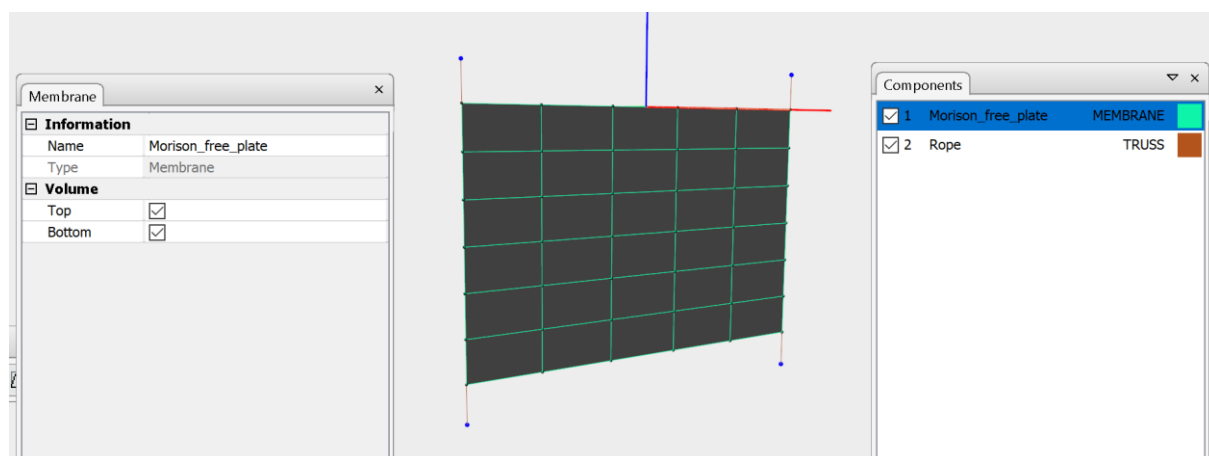 Membrane
Information
Name Morison_free_plate
Type Membrane
Volume
Top
Bottom
Components
1 Morison_free_plate MEMBRANE
2 Rope TRUSS